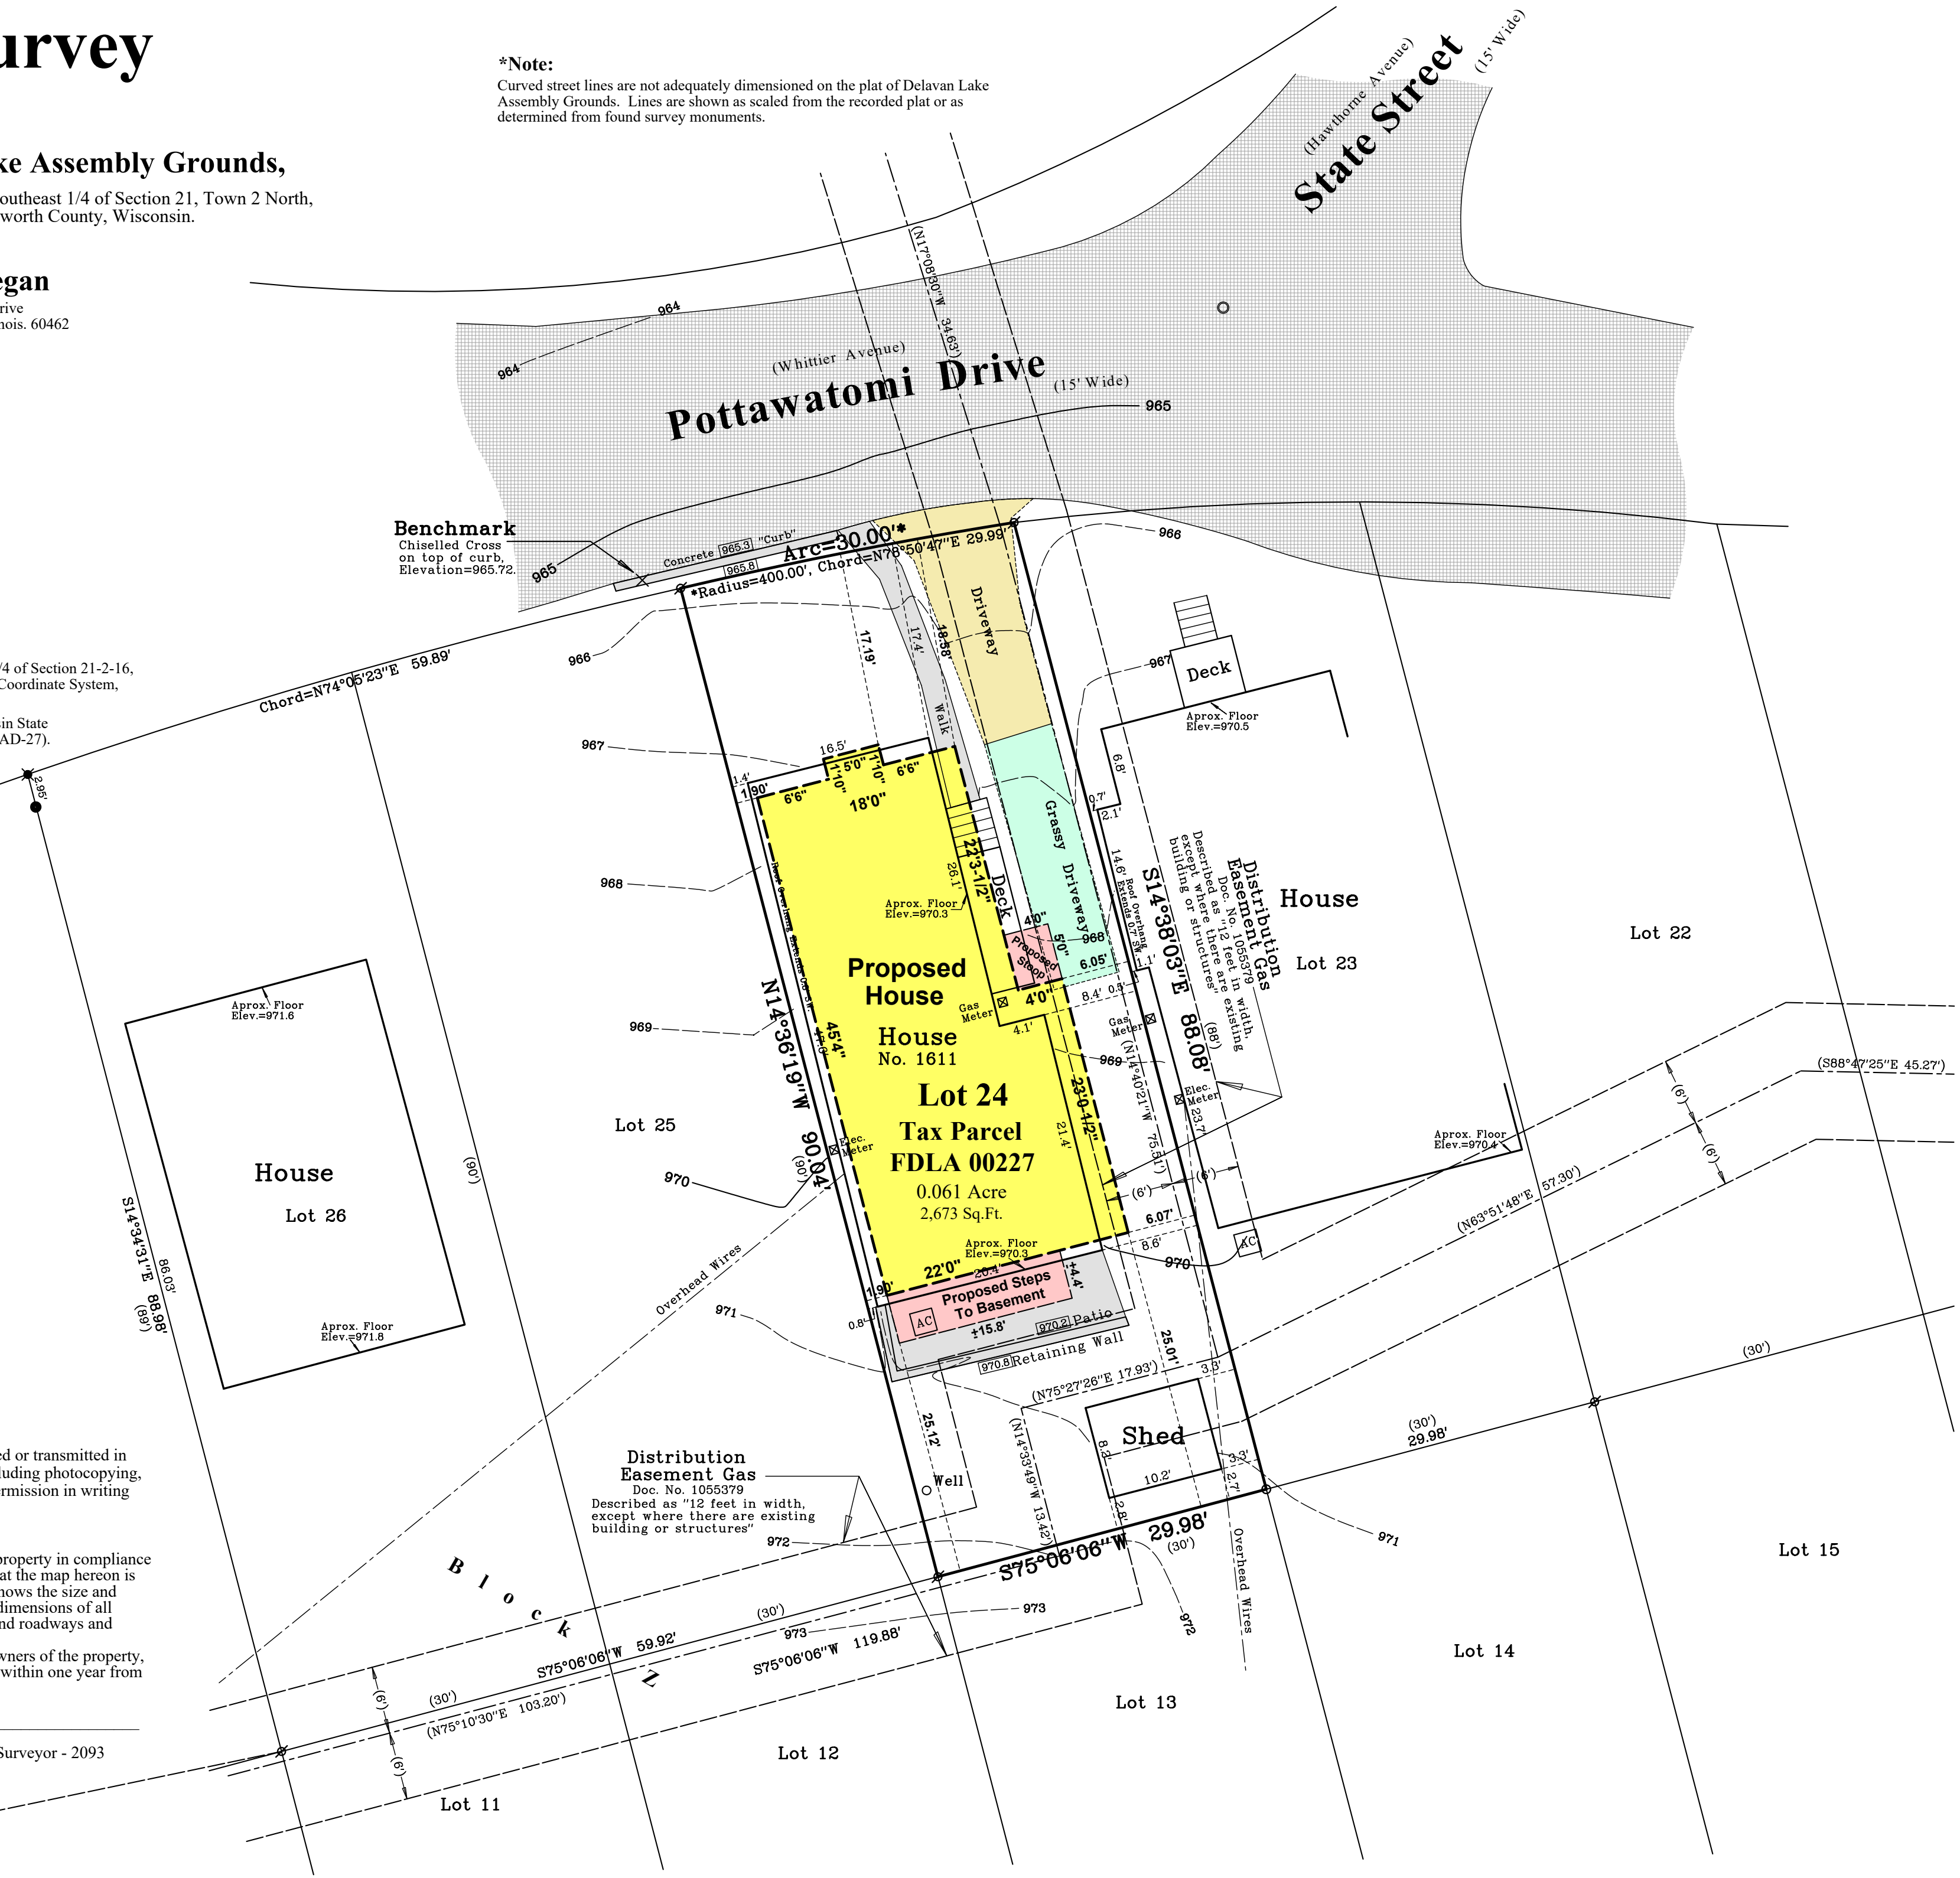 urvey
*Note:
Curved street lines are not adequately dimensioned on the plat of Delavan Lake
Assembly Grounds.  Lines are shown as scaled from the recorded plat or as
determined from found survey monuments.
ke Assembly Grounds,
outheast 1/4 of Section 21, Town 2 North,
worth County, Wisconsin.
egan
rive
nois. 60462
(Hawthorne Avenue)
State Street
(15' Wide)
(N17°08'30"W 34.63')
964
964
(Whittier Avenue)
Pottawatomi Drive
(15' Wide)
965
Benchmark
Chiselled Cross
on top of curb,
Elevation=965.72.
965
Concrete 965.3 "Curb"
965.8
Arc=30.00'*
*Radius=400.00', Chord=N78°50'47"E 29.99'
966
966
Chord=N74°05'23"E 59.89'
2.95'
/4 of Section 21-2-16,
Coordinate System,
in State
AD-27).
17.19'
17.4'
18.58'
Driveway
Walk
967
967
Deck
Aprox. Floor
Elev.=970.5
6.8'
0.7'
2.1'
16.5'
1.4'
1.90'
5'0"
1'10"
1'10"
6'6"
6'6"
18'0"
968
Roof Overhang Extends 0.8' SW.
22'3-1/2"
26.1'
Deck
Aprox. Floor
Elev.=970.3
Grassy Driveway
14.6'
Roof Overhang
Extends 0.7' SW.
S14°38'03"E 88.08'
(88')
Distribution
Easement Gas
Doc. No. 1055379
Described as "12 feet in width,
except where there are existing
building or structures"
House
Lot 23
Lot 22
4'0"
5'0"
968
Proposed
Stoop
6.05'
1.1'
4'0"
8.4'
0.5'
Gas
Meter
4.1'
Gas
Meter
Proposed
House
House
No. 1611
Lot 24
Tax Parcel
FDLA 00227
0.061 Acre
2,673 Sq.Ft.
969
969
N14°36'19"W 90.04'
(90')
45'4"
47.6'
Lot 25
970
Elec.
Meter
23'0-1/2"
21.4'
(N14°40'21"W 75.51')
Elec.
Meter
23.7'
(6')
(6')
6.07'
8.6'
970
AC
Aprox. Floor
Elev.=970.4
(S88°47'25"E 45.27')
(N63°51'48"E 57.30')
(6')
(6')
Aprox. Floor
Elev.=971.6
House
Lot 26
(90')
Aprox. Floor
Elev.=971.8
S14°34'31"E 88.98'
86.03'
(89')
Overhead Wires
971
Aprox. Floor
Elev.=970.3
22'0"
20.4'
1.90'
0.8'
Proposed Steps
To Basement
±4.4'
AC
±15.8'
970.2 Patio
970.8 Retaining Wall
25.01'
25.12'
(N75°27'26"E 17.93')
3.3'
(N14°33'49"W 13.42')
Shed
8.2'
10.2'
3.3'
2.7'
2.8'
Well
Distribution
Easement Gas
Doc. No. 1055379
Described as "12 feet in width,
except where there are existing
building or structures"
972
S75°06'06"W 29.98'
(30')
971
972
Overhead Wires
(30')
29.98'
(30')
973
973
(30')
S75°06'06"W 59.92'
S75°06'06"W 119.88'
(30')
(N75°10'30"E 103.20')
(6')
(6')
Block Z
Lot 11
Lot 12
Lot 13
Lot 14
Lot 15
ed or transmitted in
luding photocopying,
ermission in writing
property in compliance
at the map hereon is
hows the size and
dimensions of all
nd roadways and
wners of the property,
within one year from
Surveyor - 2093